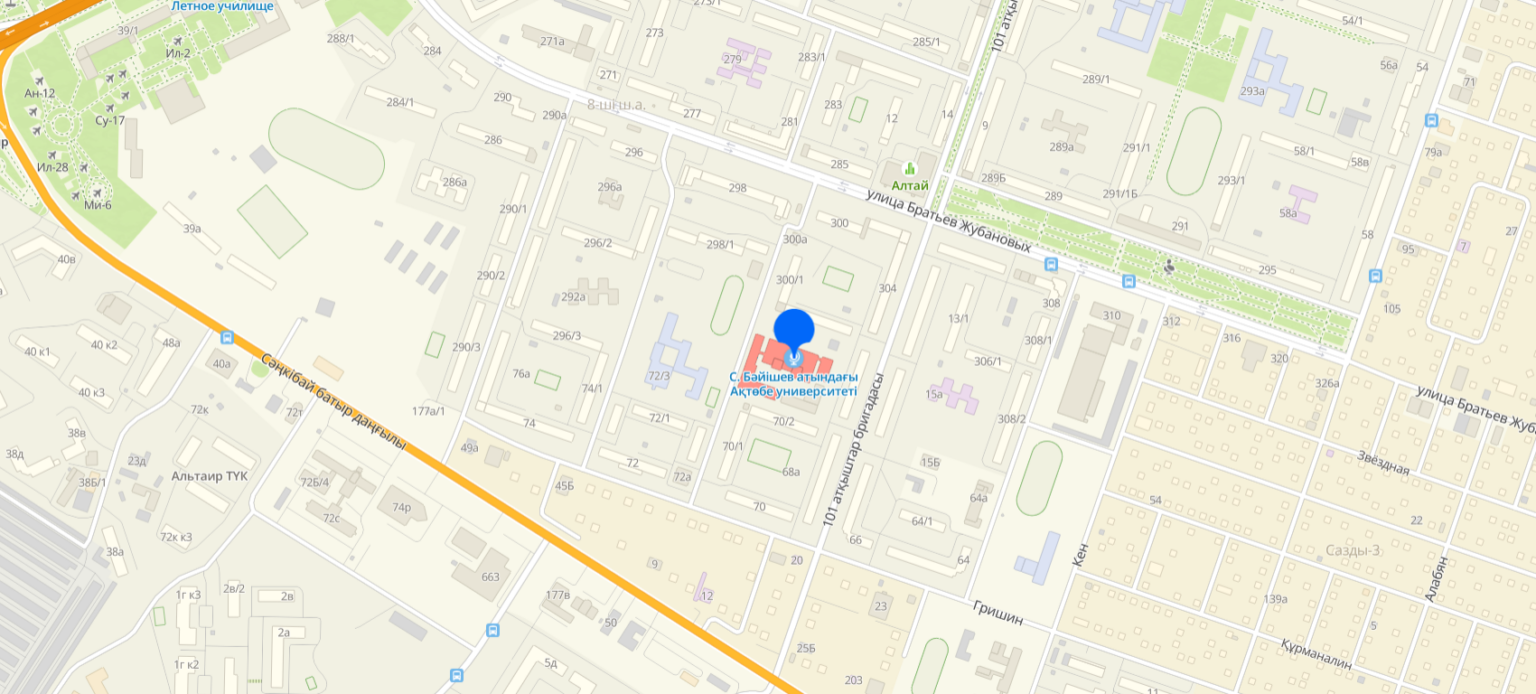 Летное училище
39/1
Ил-2
Ан-12
Су-17
Ил-28
Ми-6
288/1
284
284/1
290
286
286а
271а
273
273/1
271
279
283/1
285/1
8-ші ш.а.
277
281
283
12
14
285
290а
296
296а
298
290/1
296/2
298/1
300а
300
300/1
304
290/2
292а
296/3
290/3
Алтай
улица Братьев Жубановых
101 атқы
9
289/1
289а
289Б
289
291/1
291/1Б
291
293а
293/1
54/1
56а
54
71
58/1
58в
58а
58
79а
95
7
27
105
295
39а
40в
40 к1
40 к2
48а
40 к3
40а
Сәңкібай батыр даңғылы
72к
72г
38в
38д
23д
38Б/1
Альтаир ТҮК
72Б/4
72с
74р
72к к3
38а
177а/1
49а
45Б
76а
74/1
74
72/3
72/1
72
72а
70/1
70/2
68а
70
С. Бәйішев атындағы
Ақтөбе университеті
101 атқыштар бригадасы
13/1
306/1
308
308/1
308/2
310
15а
15Б
64а
64/1
66
64
312
316
320
326а
улица Братьев Жуб
Звёздная
54
22
Сазды-3
Кен
Алабян
139а
5
Құрманалин
11
Гришин
20
23
25Б
203
9
12
663
177в
50
5д
1г к3
2в/2
2в
2а
1г к2